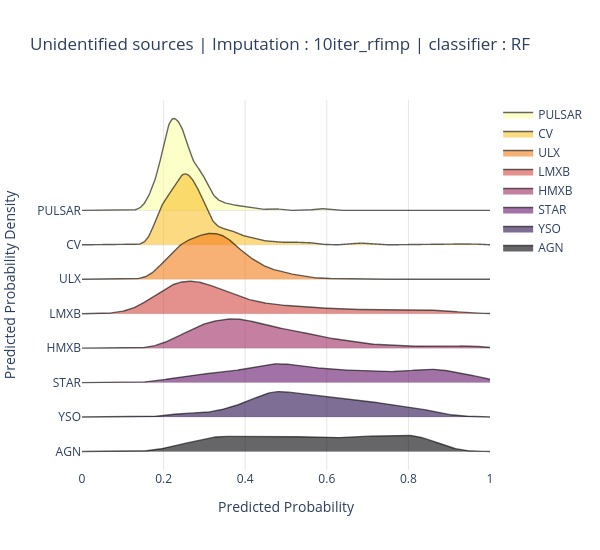 Unidentified sources | Imputation : 10iter_rfimp | classifier : RF
PULSAR
CV
ULX
LMXB
HMXB
STAR
YSO
AGN
Predicted Probability Density
PULSAR
CV
ULX
LMXB
HMXB
STAR
YSO
AGN
0 0.2 0.4 0.6 0.8 1
Predicted Probability